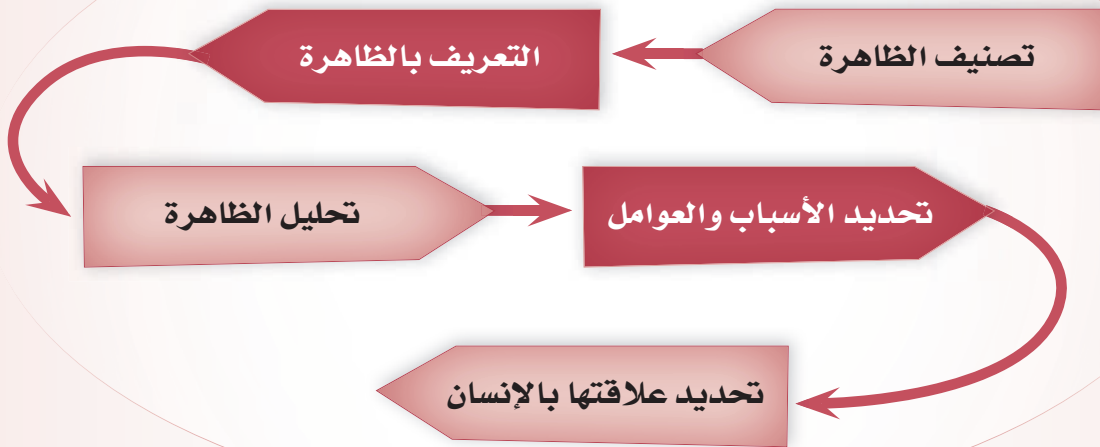 تصنيف الظاهرة
التعريف بالظاهرة
تحليل الظاهرة
تحديد الأسباب والعوامل
تحديد علاقتها بالإنسان